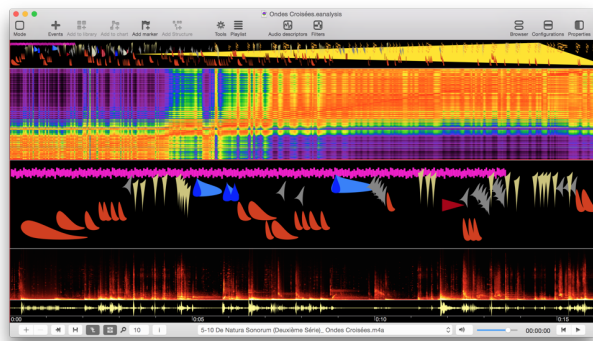 Ondes Croisées.eanalysis
Mode Events Add to library Add to chart Add marker Add structure Tools Playlist Audio descriptors Filters Browser Configurations Properties
0:00 0:05 0:10 0:15
10 i 5-10 De Natura Sonorum (Deuxième Série)_ Ondes Croisées.m4a 00:00:00